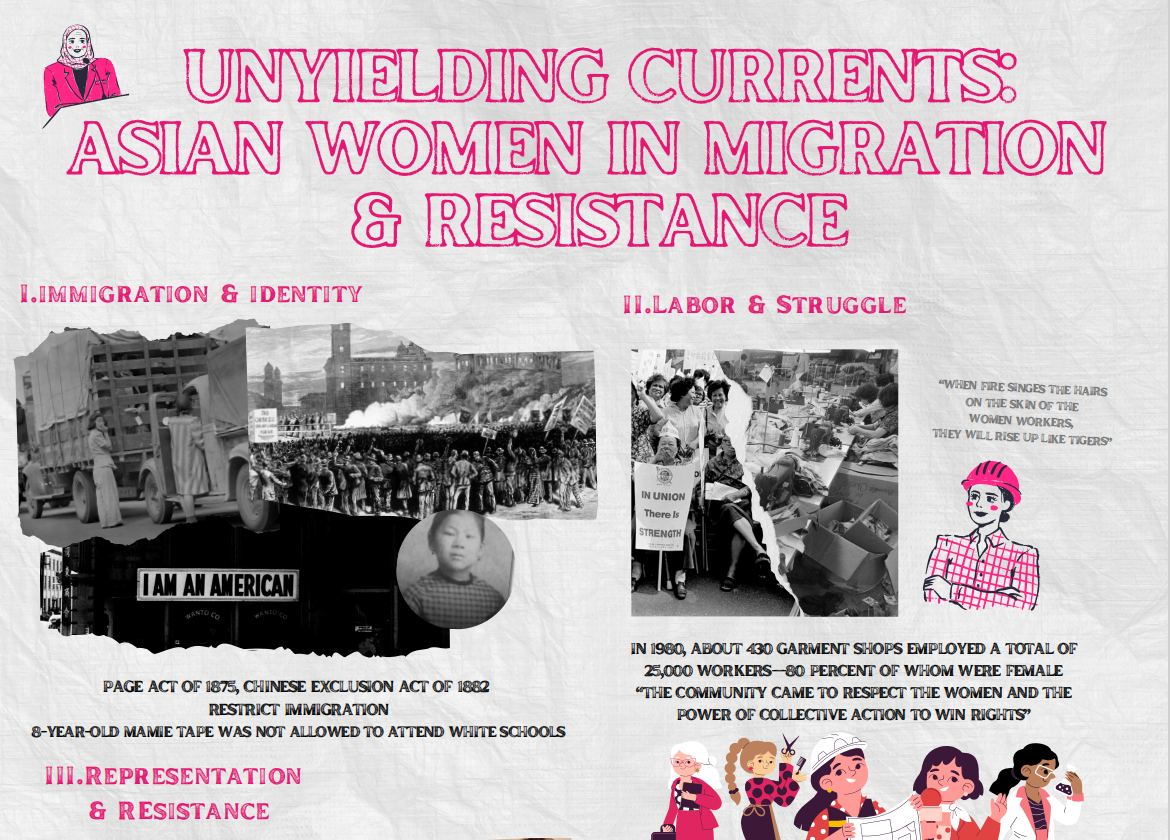 UNYIELDING CURRENTS:
ASIAN WOMEN IN MIGRATION
& RESISTANCE
I.IMMIGRATION & IDENTITY
I AM AN AMERICAN
WANTO CO WANTO CO
PAGE ACT OF 1875, CHINESE EXCLUSION ACT OF 1882
RESTRICT IMMIGRATION
8-YEAR-OLD MAMIE TAPE WAS NOT ALLOWED TO ATTEND WHITE SCHOOLS
II.LABOR & STRUGGLE
IN UNION
There Is
STRENGTH
"WHEN FIRE SINGES THE HAIRS
ON THE SKIN OF THE
WOMEN WORKERS,
THEY WILL RISE UP LIKE TIGERS"
IN 1980, ABOUT 430 GARMENT SHOPS EMPLOYED A TOTAL OF
25,000 WORKERS—80 PERCENT OF WHOM WERE FEMALE
"THE COMMUNITY CAME TO RESPECT THE WOMEN AND THE
POWER OF COLLECTIVE ACTION TO WIN RIGHTS"
III.REPRESENTATION
& RESISTANCE